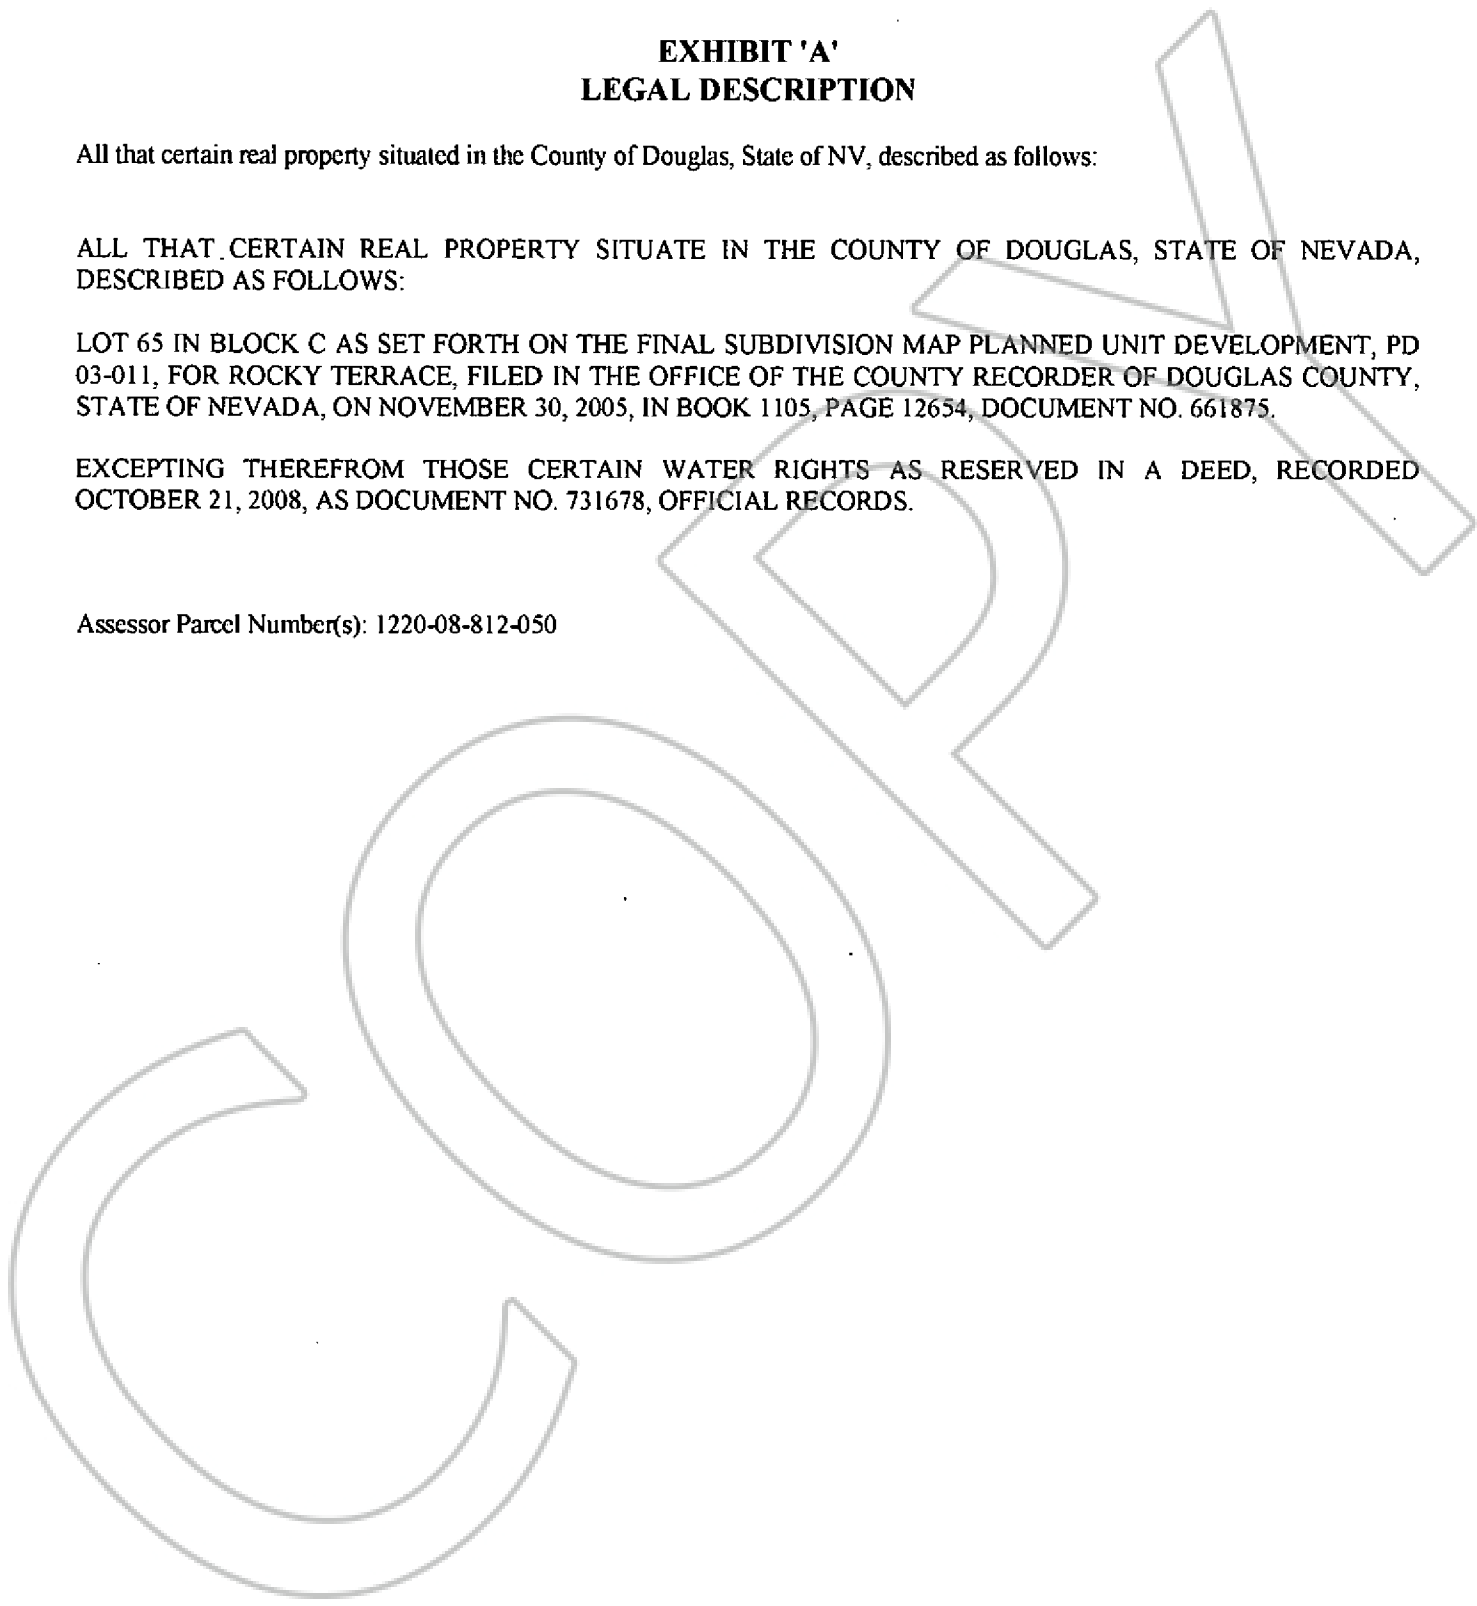 EXHIBIT 'A'
LEGAL DESCRIPTION
All that certain real property situated in the County of Douglas, State of NV, described as follows:
ALL THAT CERTAIN REAL PROPERTY SITUATE IN THE COUNTY OF DOUGLAS, STATE OF NEVADA,
DESCRIBED AS FOLLOWS:
LOT 65 IN BLOCK C AS SET FORTH ON THE FINAL SUBDIVISION MAP PLANNED UNIT DEVELOPMENT, PD
03-011, FOR ROCKY TERRACE, FILED IN THE OFFICE OF THE COUNTY RECORDER OF DOUGLAS COUNTY,
STATE OF NEVADA, ON NOVEMBER 30, 2005, IN BOOK 1105, PAGE 12654, DOCUMENT NO. 661875.
EXCEPTING THEREFROM THOSE CERTAIN WATER RIGHTS AS RESERVED IN A DEED, RECORDED
OCTOBER 21, 2008, AS DOCUMENT NO. 731678, OFFICIAL RECORDS.
Assessor Parcel Number(s): 1220-08-812-050
COPY